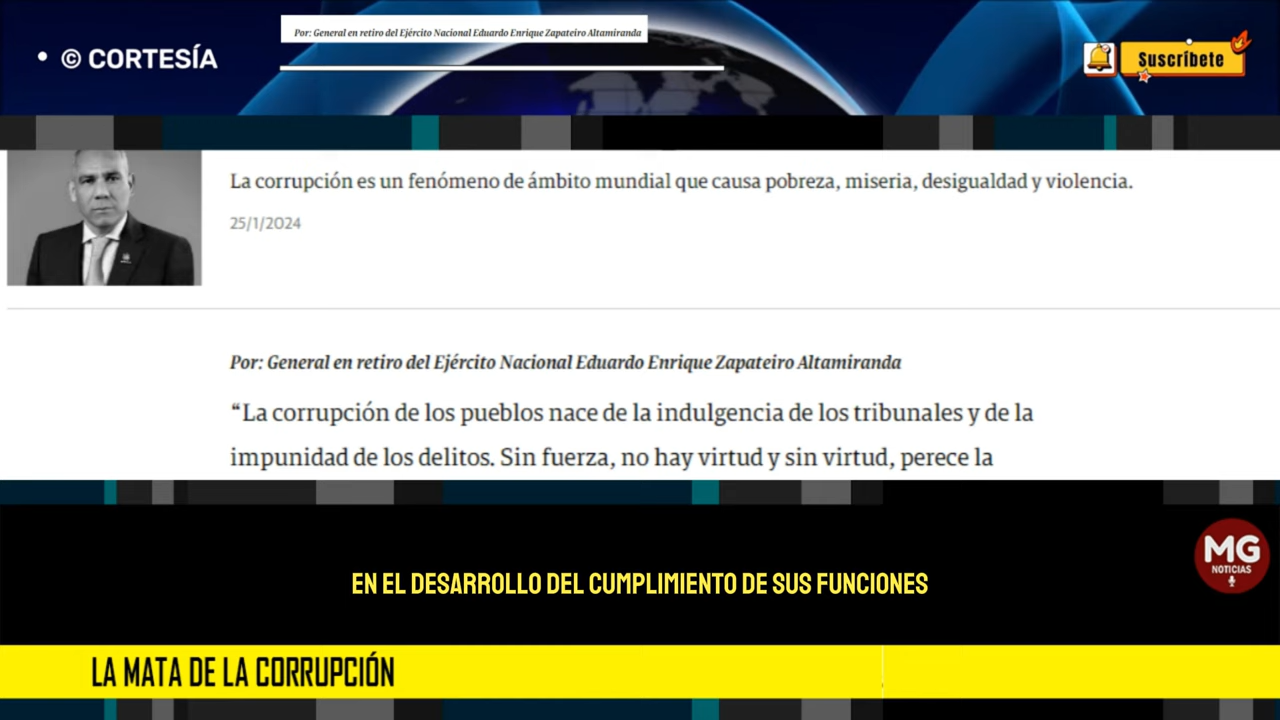 Por: General en retiro del Ejército Nacional Eduardo Enrique Zapateiro Altamiranda
• © CORTESÍA
Suscríbete
La corrupción es un fenómeno de ámbito mundial que causa pobreza, miseria, desigualdad y violencia.
25/1/2024
Por: General en retiro del Ejército Nacional Eduardo Enrique Zapateiro Altamiranda
“La corrupción de los pueblos nace de la indulgencia de los tribunales y de la
impunidad de los delitos. Sin fuerza, no hay virtud y sin virtud, perece la
MG
NOTICIAS
EN EL DESARROLLO DEL CUMPLIMIENTO DE SUS FUNCIONES
LA MATA DE LA CORRUPCIÓN